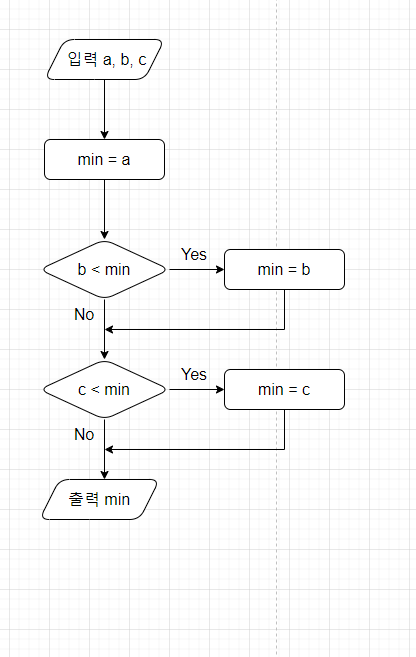 입력 a, b, c
min = a
b < min
Yes
min = b
No
c < min
Yes
min = c
No
출력 min